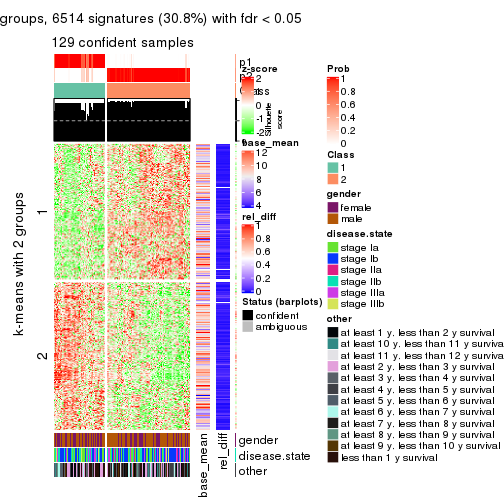 groups, 6514 signatures (30.8%) with fdr < 0.05
129 confident samples
p1
p2
z-score
2
1
0
-1
-2
Silhouette
score
base_mean
12
10
8
6
4
rel_diff
1
0.8
0.6
0.4
0.2
0
Status (barplots)
confident
ambiguous
k-means with 2 groups
1
2
base_mean
rel_diff
gender
disease.state
other
Prob
1
0.8
0.6
0.4
0.2
0
Class
1
2
gender
female
male
disease.state
stage Ia
stage Ib
stage IIa
stage IIb
stage IIIa
stage IIIb
other
at least 1 y. less than 2 y survival
at least 10 y. less than 11 y survival
at least 11 y. less than 12 y survival
at least 2 y. less than 3 y survival
at least 3 y. less than 4 y survival
at least 4 y. less than 5 y survival
at least 5 y. less than 6 y survival
at least 6 y. less than 7 y survival
at least 7 y. less than 8 y survival
at least 8 y. less than 9 y survival
at least 9 y. less than 10 y survival
less than 1 y survival